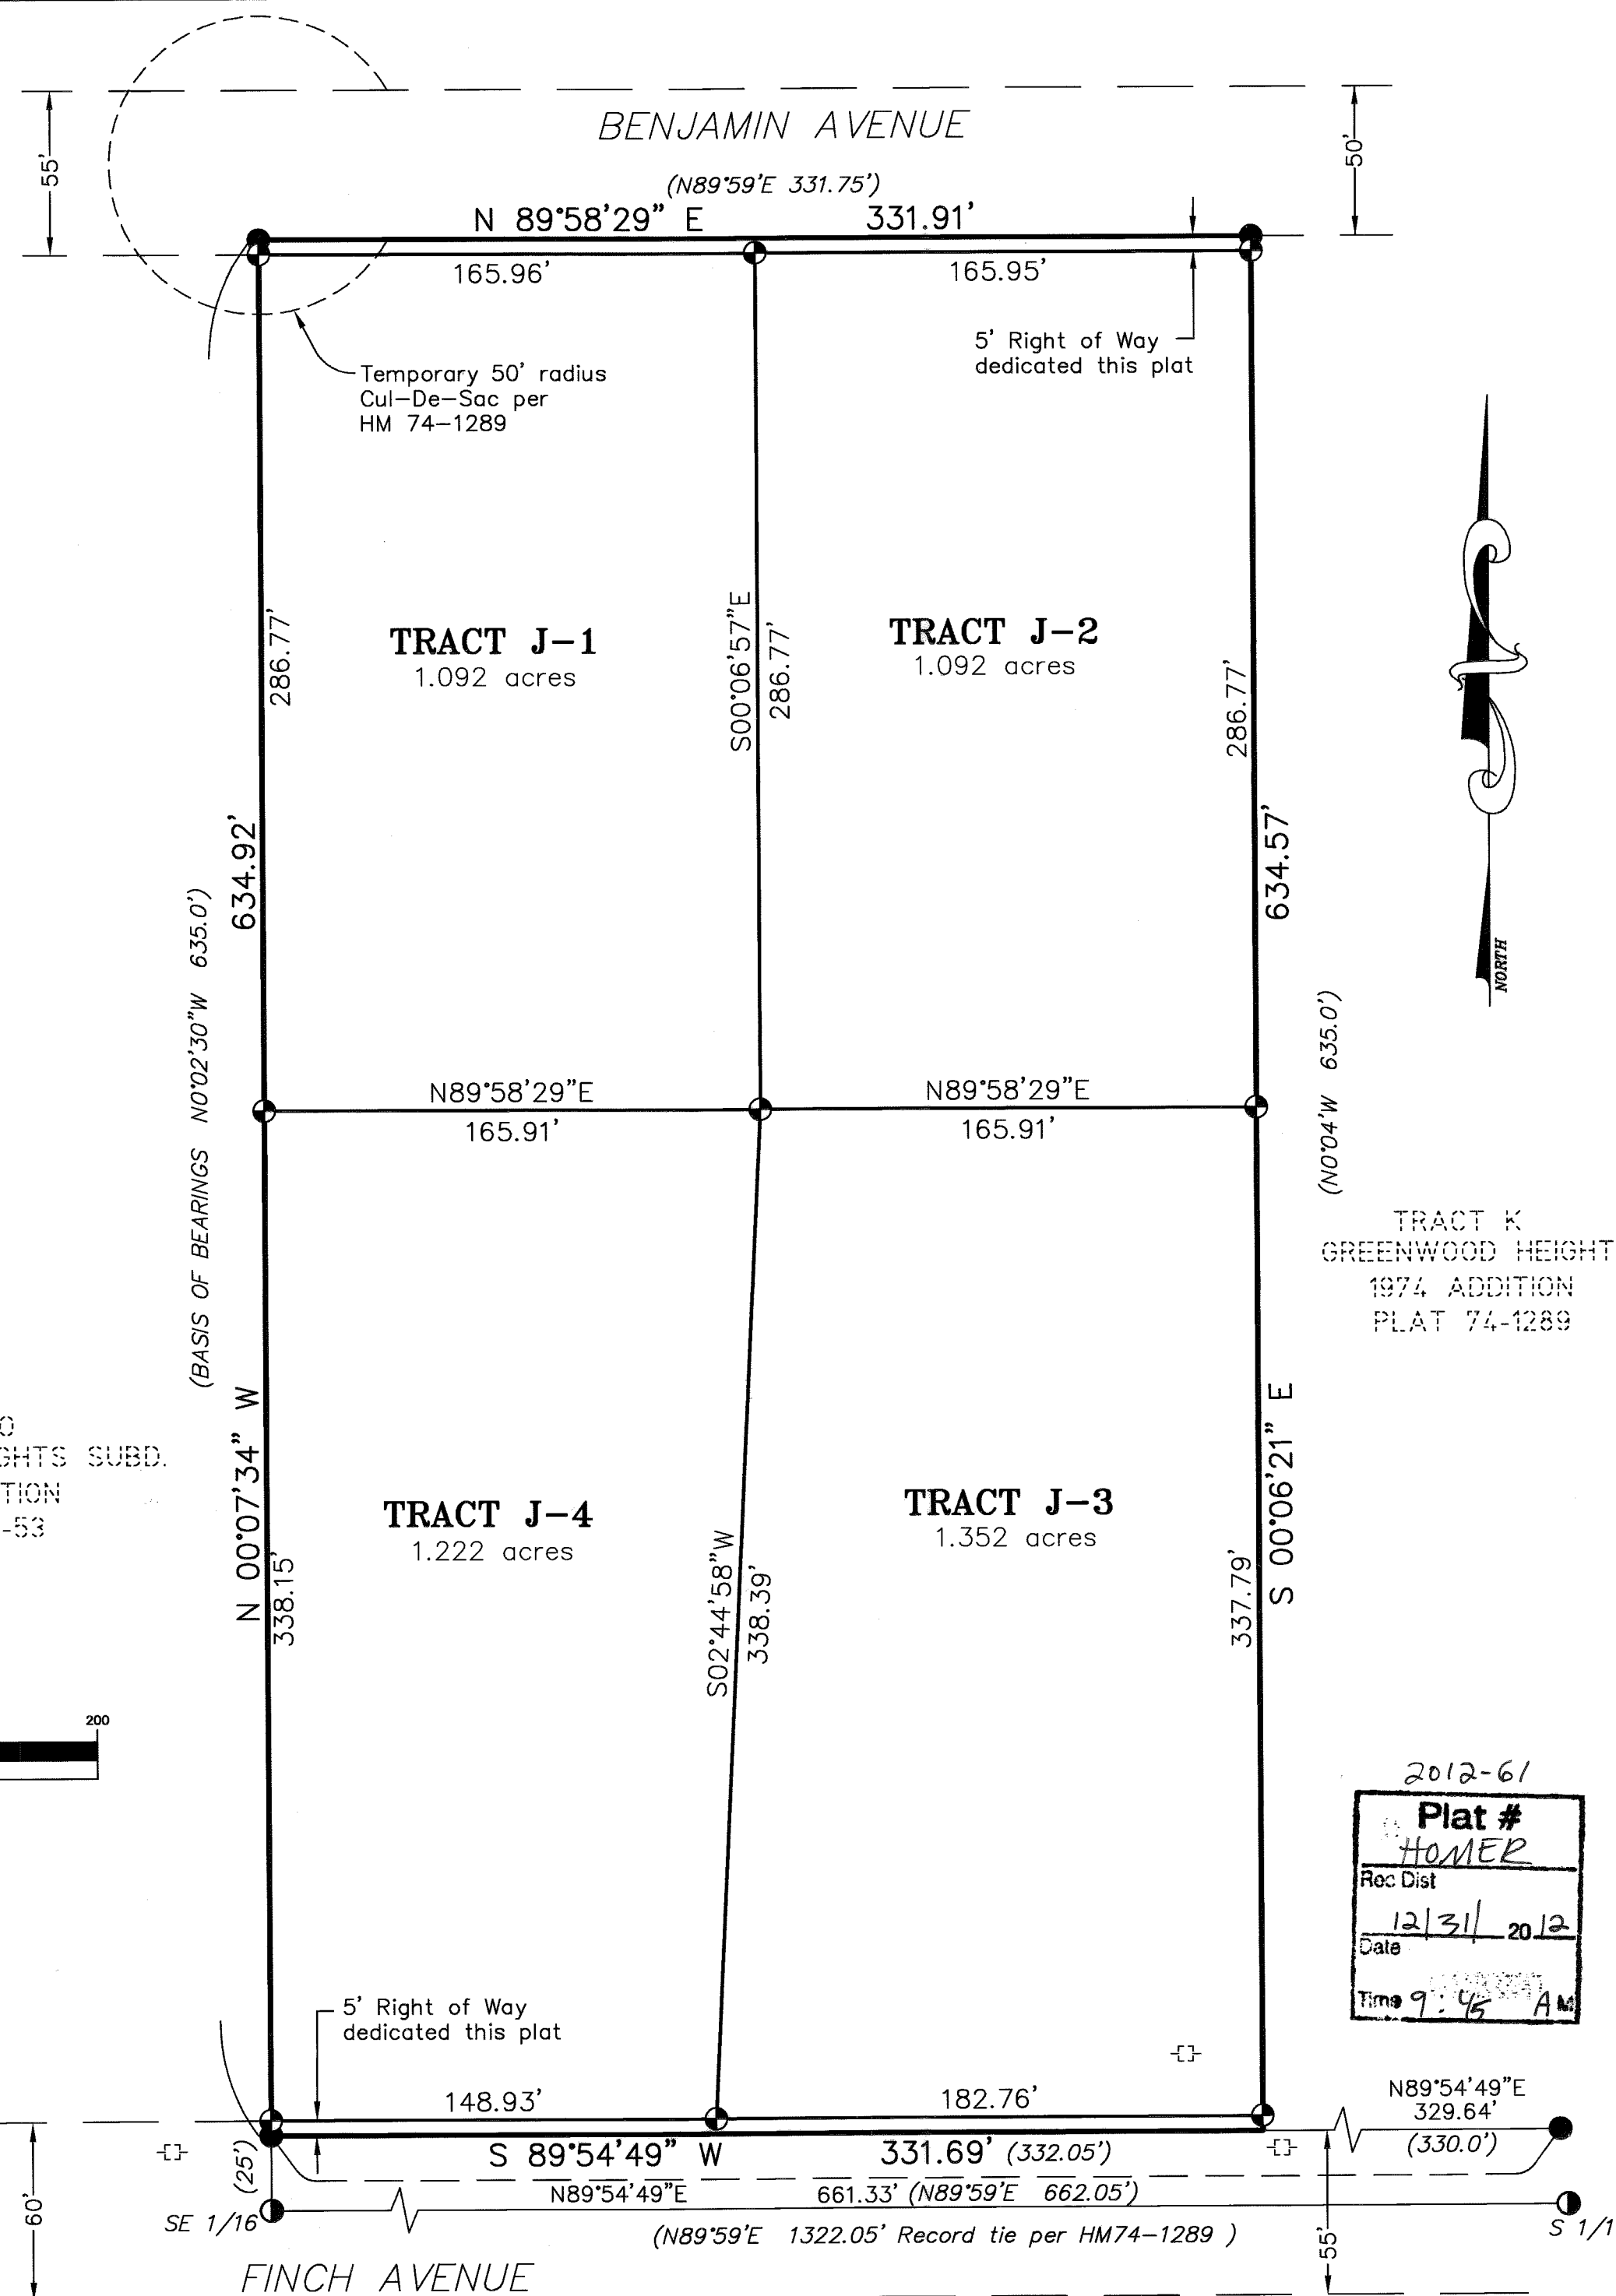 BENJAMIN AVENUE
55'
50'
(N89°59'E 331.75')
N 89°58'29" E 331.91'
165.96'
165.95'
5' Right of Way
dedicated this plat
Temporary 50' radius
Cul-De-Sac per
HM 74-1289
TRACT J-1
1.092 acres
TRACT J-2
1.092 acres
286.77'
S00°06'57"E
286.77'
286.77'
634.92'
634.57'
NORTH
(BASIS OF BEARINGS N0°02'30"W 635.0')
(N0°04'W 635.0')
N89°58'29"E
165.91'
N89°58'29"E
165.91'
TRACT K
GREENWOOD HEIGHT
1974 ADDITION
PLAT 74-1289
GHTS SUBD.
TION
-53
N 00°07'34" W
338.15'
TRACT J-4
1.222 acres
TRACT J-3
1.352 acres
S02°44'58"W
338.39'
337.79'
S 00°06'21" E
200
2012-61
Plat #
HOMER
Rec Dist
12/31/ 2012
Date
Time 9:45 AM
5' Right of Way
dedicated this plat
148.93'
182.76'
N89°54'49"E
329.64'
(330.0')
S 89°54'49" W 331.69' (332.05')
(25')
N89°54'49"E 661.33' (N89°59'E 662.05')
60'
SE 1/16
(N89°59'E 1322.05' Record tie per HM74-1289 )
S 1/1
55'
FINCH AVENUE